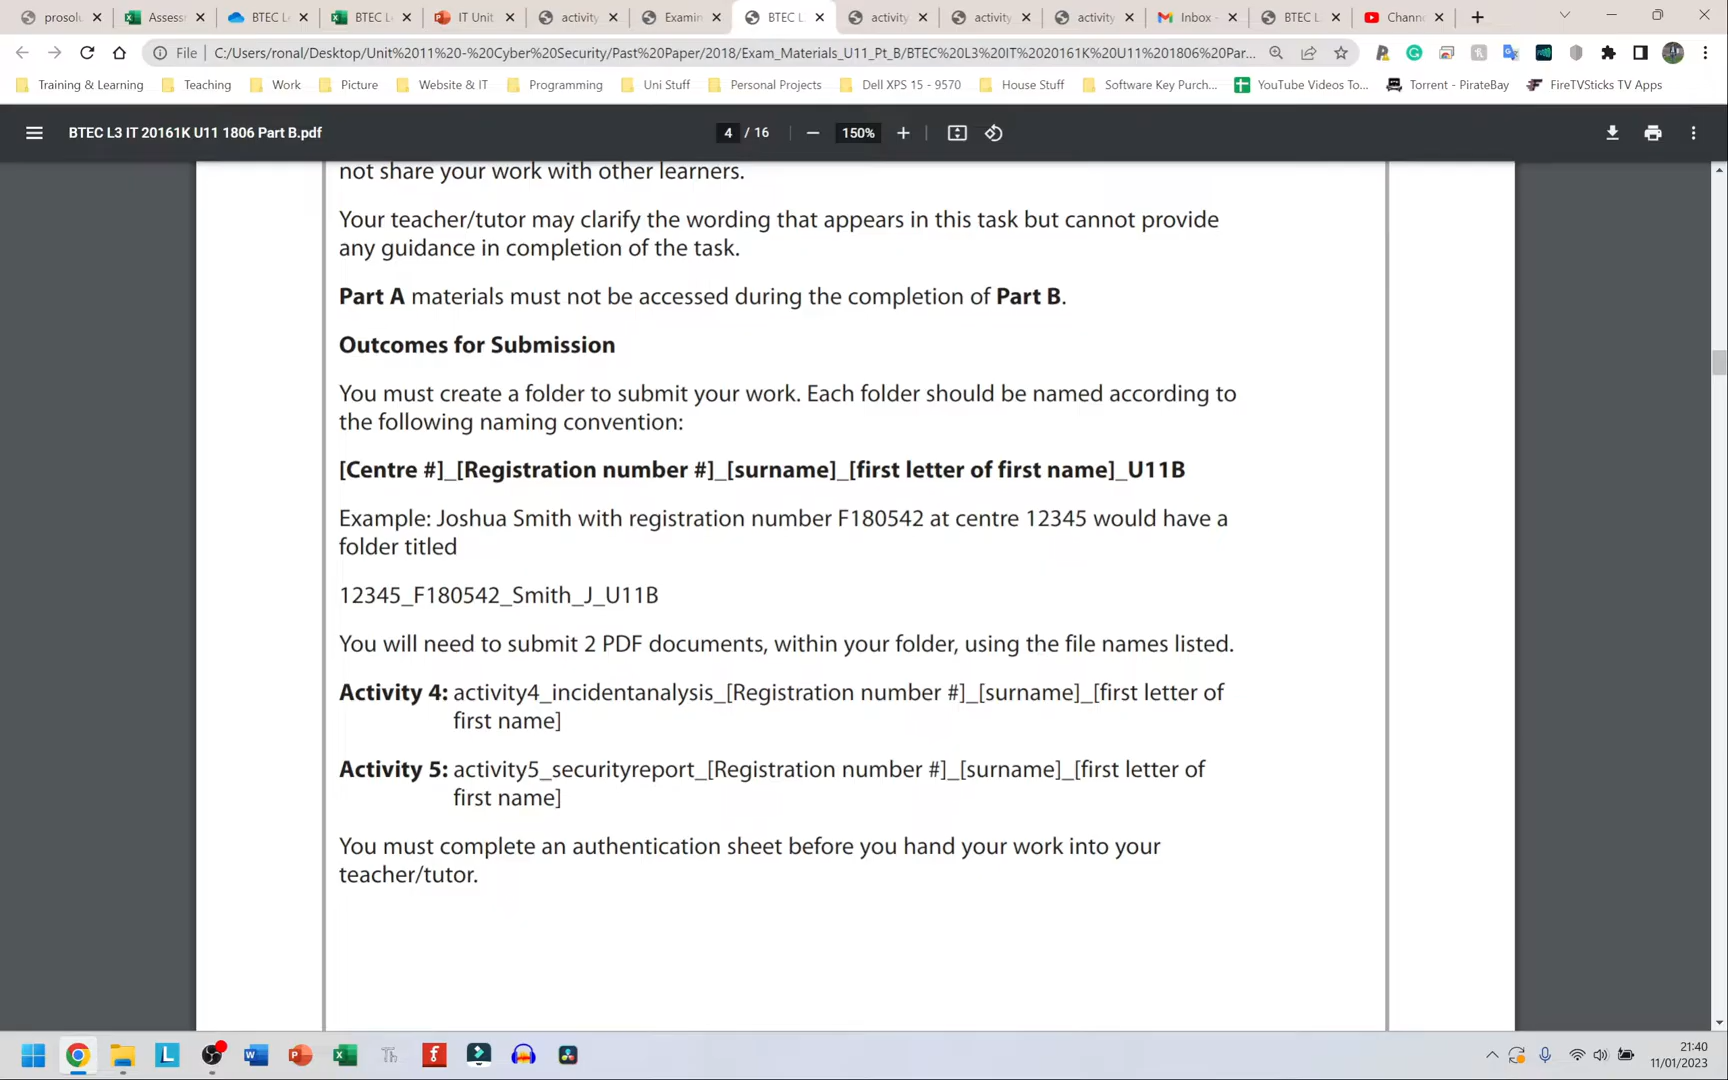 prosolu
Assessr
BTEC L
BTEC L
IT Unit
activity
Examin
BTEC L
activity
activity
activity
Inbox -
BTEC L
Chann
File
C:/Users/ronal/Desktop/Unit%2011%20-%20Cyber%20Security/Past%20Paper/2018/Exam_Materials_U11_Pt_B/BTEC%20L3%20IT%2020161K%20U11%201806%20Par...
Training & Learning
Teaching
Work
Picture
Website & IT
Programming
Uni Stuff
Personal Projects
Dell XPS 15 - 9570
House Stuff
Software Key Purch...
YouTube Videos To...
Torrent - PirateBay
FireTVSticks TV Apps
BTEC L3 IT 20161K U11 1806 Part B.pdf
4 / 16
150%
not share your work with other learners.
Your teacher/tutor may clarify the wording that appears in this task but cannot provide
any guidance in completion of the task.
Part A materials must not be accessed during the completion of Part B.
Outcomes for Submission
You must create a folder to submit your work. Each folder should be named according to
the following naming convention:
[Centre #]_[Registration number #]_[surname]_[first letter of first name]_U11B
Example: Joshua Smith with registration number F180542 at centre 12345 would have a
folder titled
12345_F180542_Smith_J_U11B
You will need to submit 2 PDF documents, within your folder, using the file names listed.
Activity 4: activity4_incidentanalysis_[Registration number #]_[surname]_[first letter of
first name]
Activity 5: activity5_securityreport_[Registration number #]_[surname]_[first letter of
first name]
You must complete an authentication sheet before you hand your work into your
teacher/tutor.
21:40
11/01/2023